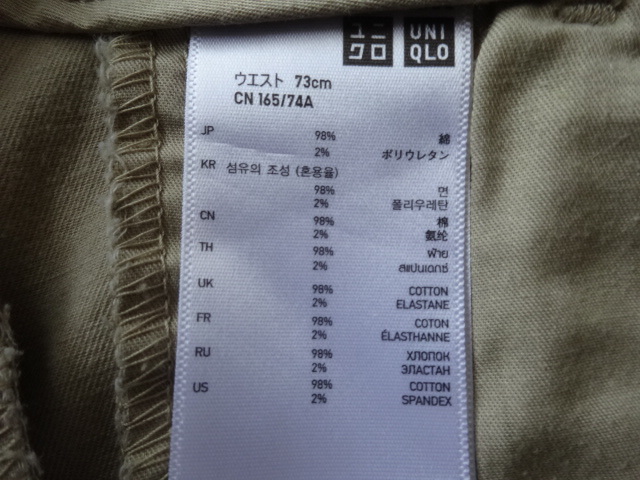 ユニ
クロ
UNI
QLO
ウエスト 73cm
CN 165/74A
JP 98% 綿
2% ポリウレタン
KR 섬유의 조성 (혼용율)
98% 면
2% 폴리우레탄
CN 98% 棉
2% 氨纶
TH 98% ฝ้าย
2% สแปนเดกซ์
UK 98% COTTON
2% ELASTANE
FR 98% COTON
2% ÉLASTHANNE
RU 98% ХЛОПОК
2% ЭЛАСТАН
US 98% COTTON
2% SPANDEX